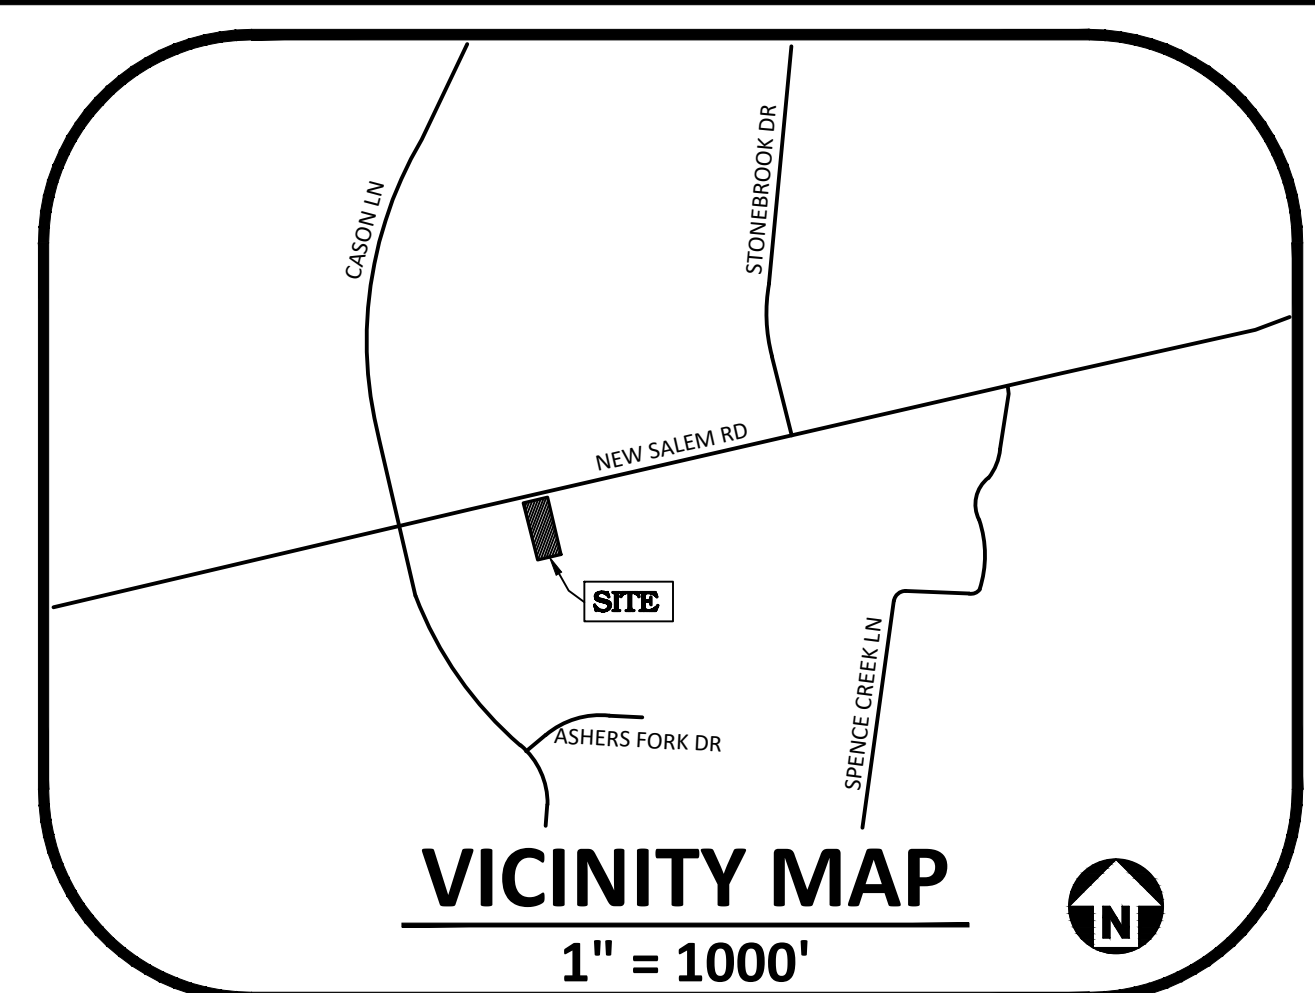 CASON LN
STONEBROOK DR
NEW SALEM RD
SITE
SPENCE CREEK LN
ASHERS FORK DR
VICINITY MAP
1" = 1000'
N